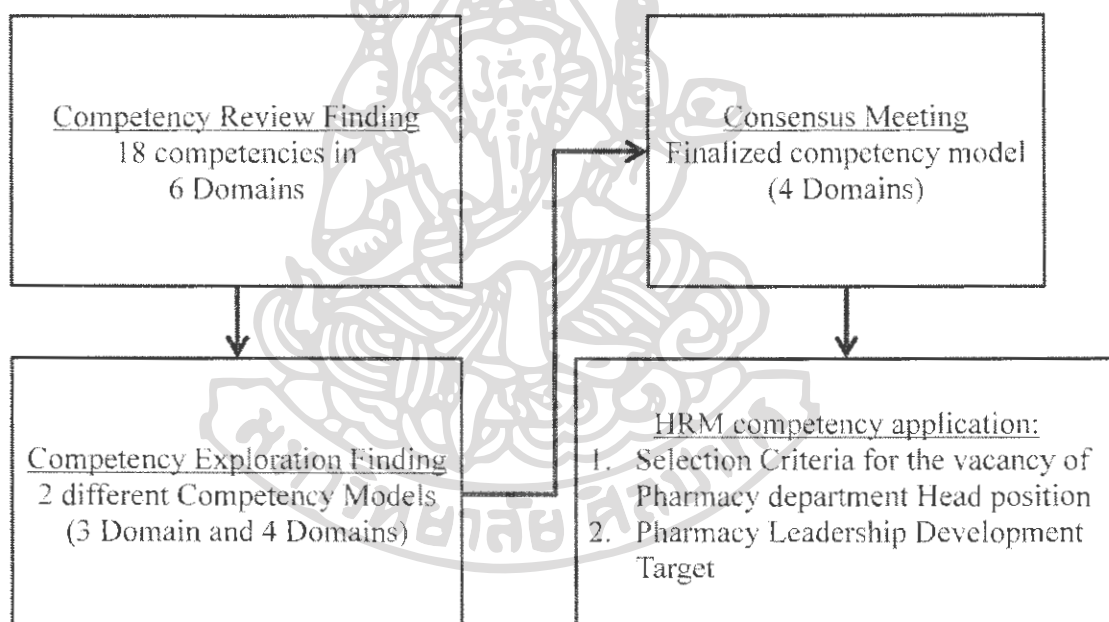 Competency Review Finding
18 competencies in
6 Domains
Competency Exploration Finding
2 different Competency Models
(3 Domain and 4 Domains)
Consensus Meeting
Finalized competency model
(4 Domains)
HRM competency application:
1. Selection Criteria for the vacancy of
Pharmacy department Head position
2. Pharmacy Leadership Development
Target